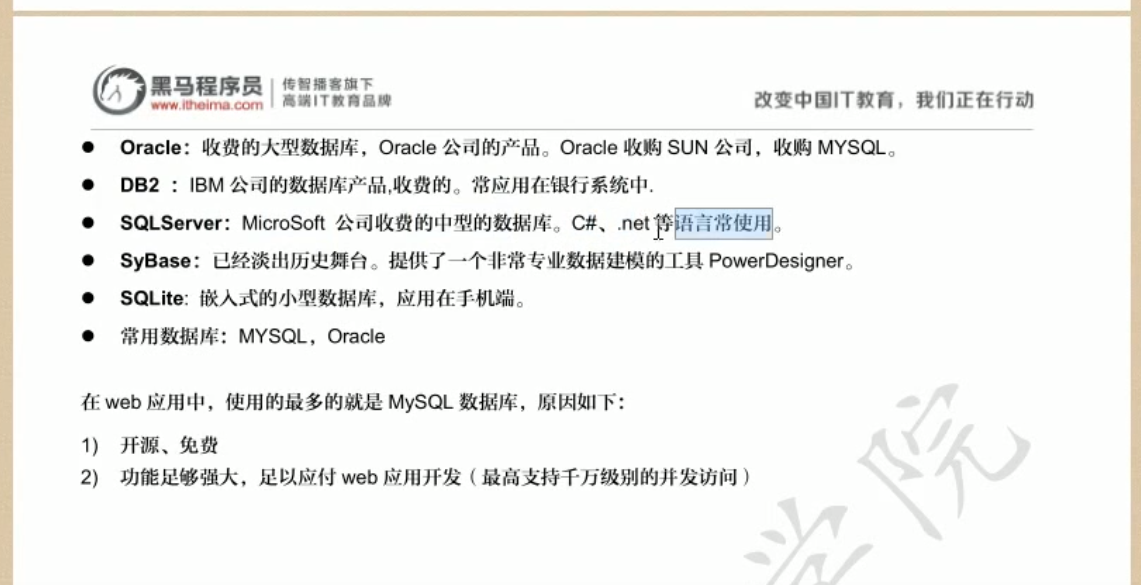 黑马程序员 传智播客旗下
www.itheima.com 高端IT教育品牌
改变中国IT教育，我们正在行动
● Oracle：收费的大型数据库，Oracle 公司的产品。Oracle 收购 SUN 公司，收购 MYSQL。
● DB2 ：IBM 公司的数据库产品,收费的。常应用在银行系统中.
● SQLServer：MicroSoft 公司收费的中型的数据库。C#、.net 等语言常使用。
● SyBase：已经淡出历史舞台。提供了一个非常专业数据建模的工具 PowerDesigner。
● SQLite: 嵌入式的小型数据库，应用在手机端。
● 常用数据库：MYSQL，Oracle
在 web 应用中，使用的最多的就是 MySQL 数据库，原因如下：
1) 开源、免费
2) 功能足够强大，足以应付 web 应用开发（最高支持千万级别的并发访问）
学院